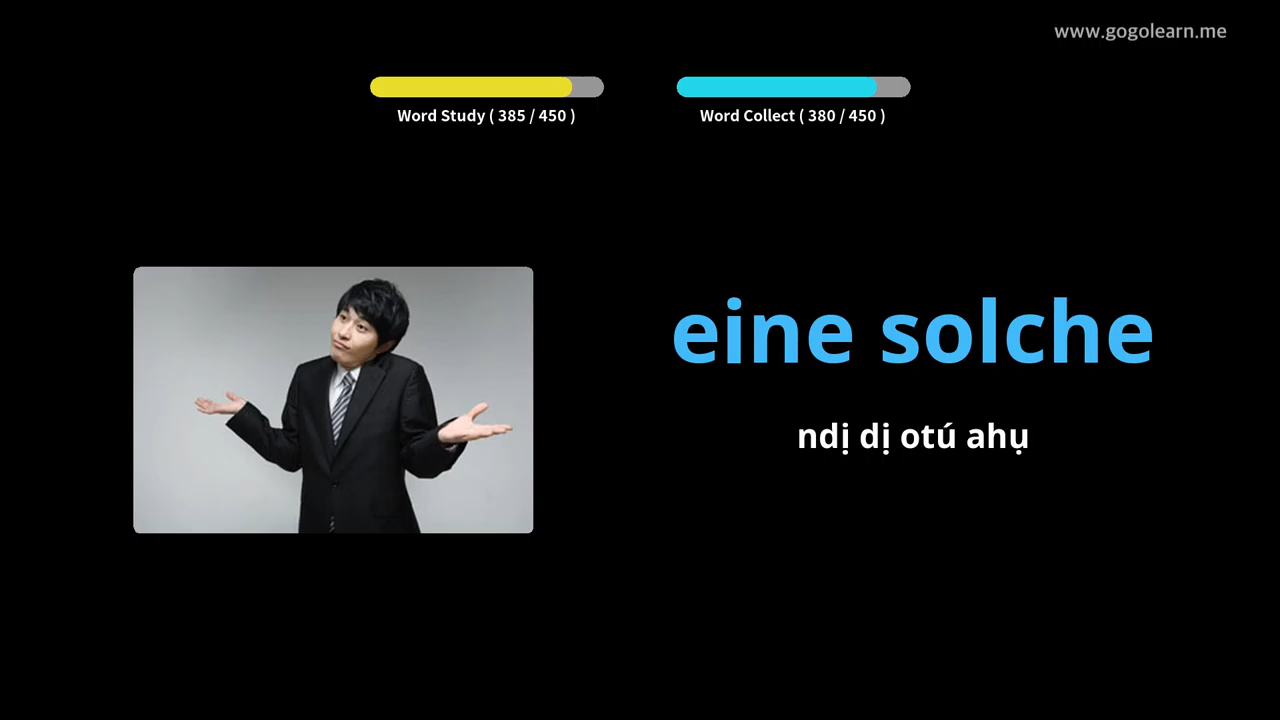 www.gogolearn.me
Word Study ( 385 / 450 )
Word Collect ( 380 / 450 )
eine solche
ndị dị otú ahụ